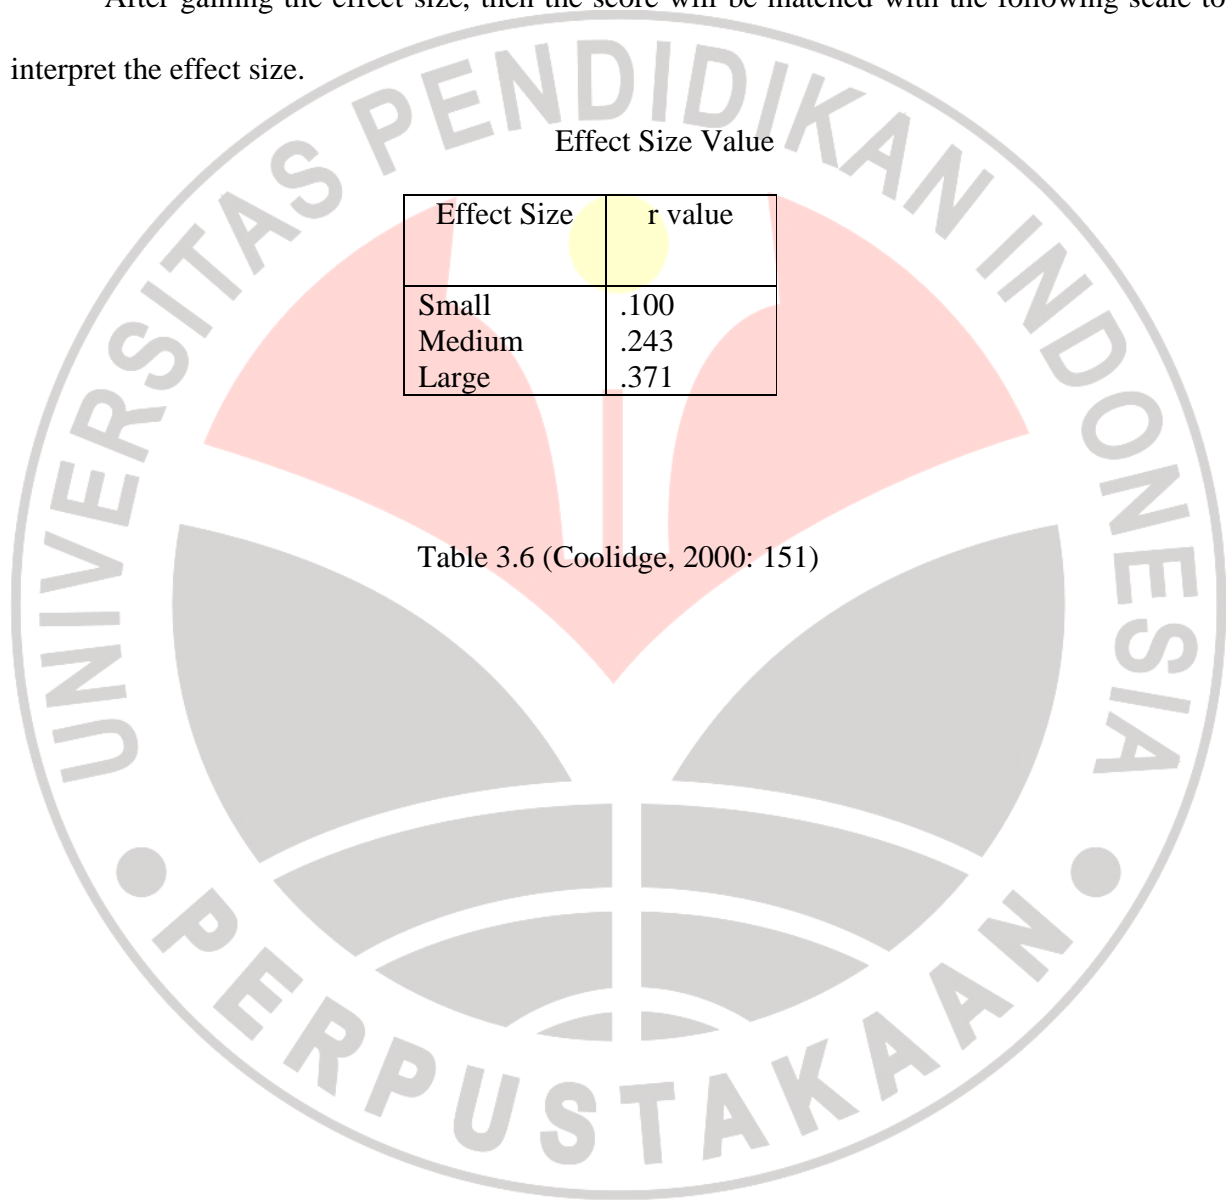 After gaining the effect size, then the score will be matched with the following scale to
interpret the effect size.
Effect Size Value
Effect Size r value
Small .100
Medium .243
Large .371
Table 3.6 (Coolidge, 2000: 151)
UNIVERSITAS PENDIDIKAN INDONESIA
PERPUSTAKAAN